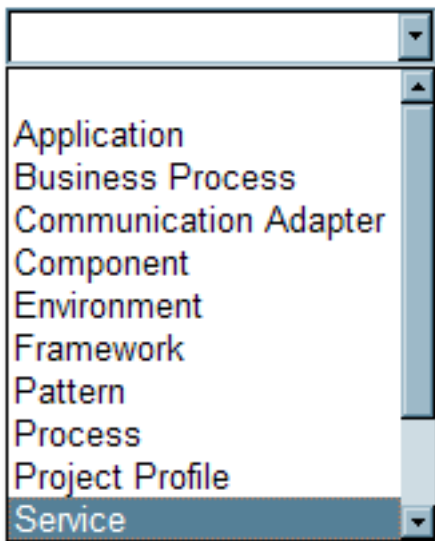 Application
Business Process
Communication Adapter
Component
Environment
Framework
Pattern
Process
Project Profile
Service